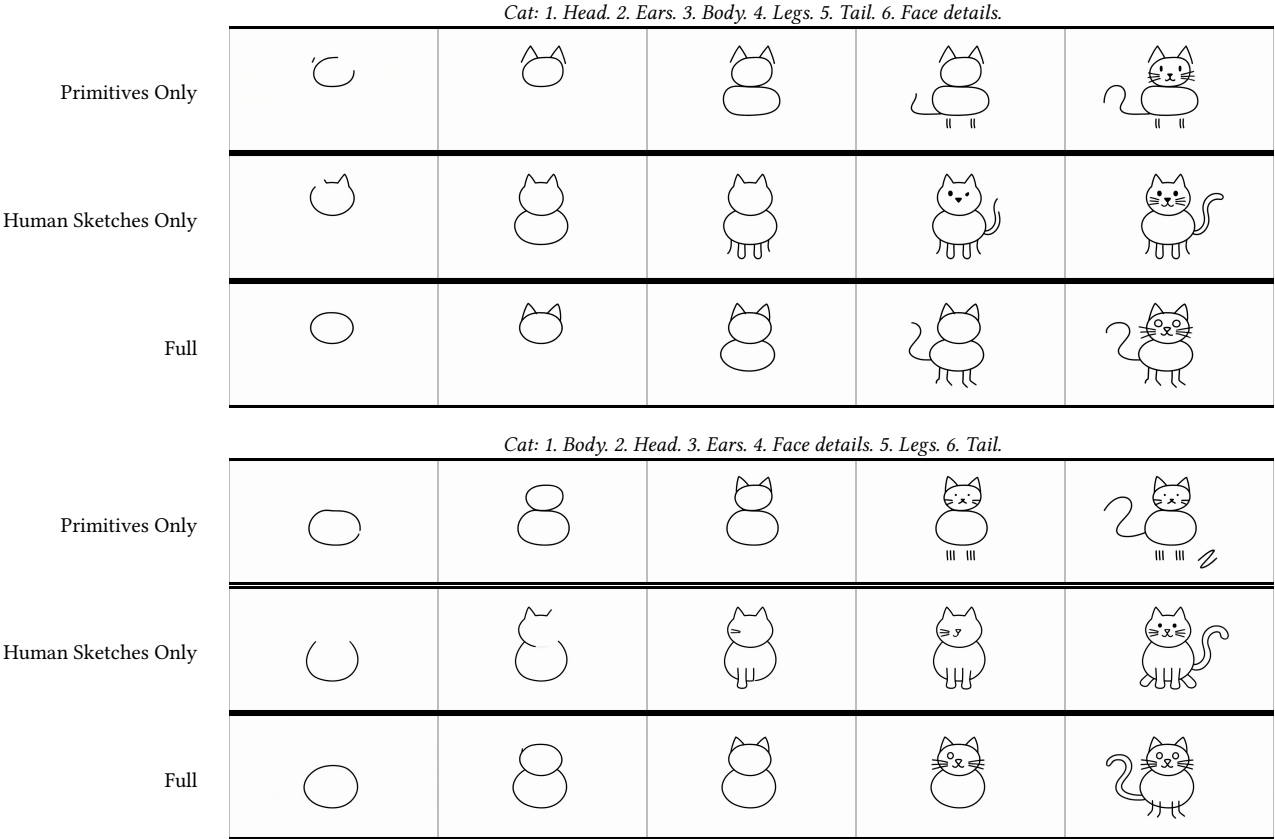 Cat: 1. Head. 2. Ears. 3. Body. 4. Legs. 5. Tail. 6. Face details.
Primitives Only
Human Sketches Only
Full
Cat: 1. Body. 2. Head. 3. Ears. 4. Face details. 5. Legs. 6. Tail.
Primitives Only
Human Sketches Only
Full